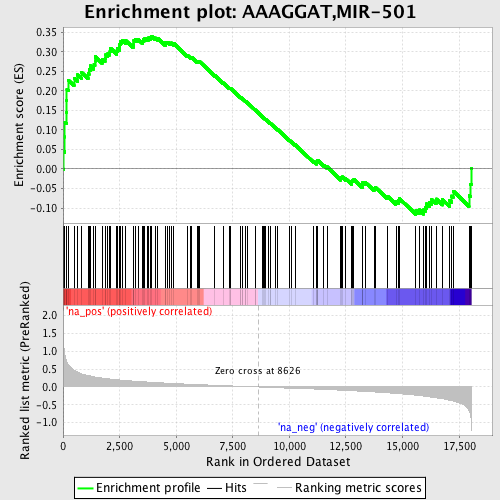 Enrichment plot: AAAGGAT,MIR-501
Enrichment score (ES)
0.35
0.30
0.25
0.20
0.15
0.10
0.05
0.00
-0.05
-0.10
'na_pos' (positively correlated)
Ranked list metric (PreRanked)
2.0
1.5
1.0
0.5
0.0
-0.5
-1.0
Zero cross at 8626
'na_neg' (negatively correlated)
0
2,500
5,000
7,500
10,000
12,500
15,000
17,500
Rank in Ordered Dataset
Enrichment profile
Hits
Ranking metric scores